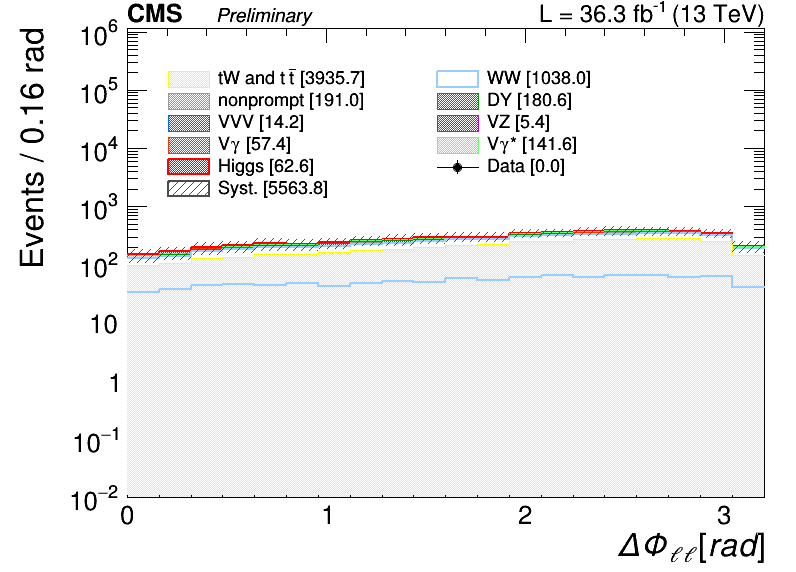 CMS Preliminary L = 36.3 fb⁻¹ (13 TeV)
Events / 0.16 rad
10⁶
10⁵
10⁴
10³
10²
10
1
10⁻¹
10⁻²
tW and tt̄ [3935.7]
nonprompt [191.0]
VVV [14.2]
Vγ [57.4]
Higgs [62.6]
Syst. [5563.8]
WW [1038.0]
DY [180.6]
VZ [5.4]
Vγ* [141.6]
Data [0.0]
0 1 2 3
ΔΦℓℓ[rad]